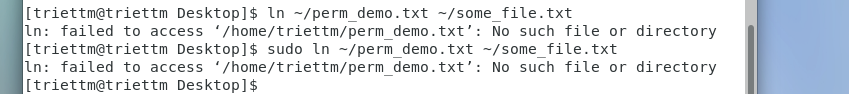 [triettm@triettm Desktop]$ ln ~/perm_demo.txt ~/some_file.txt
ln: failed to access ‘/home/triettm/perm_demo.txt’: No such file or directory
[triettm@triettm Desktop]$ sudo ln ~/perm_demo.txt ~/some_file.txt
ln: failed to access ‘/home/triettm/perm_demo.txt’: No such file or directory
[triettm@triettm Desktop]$